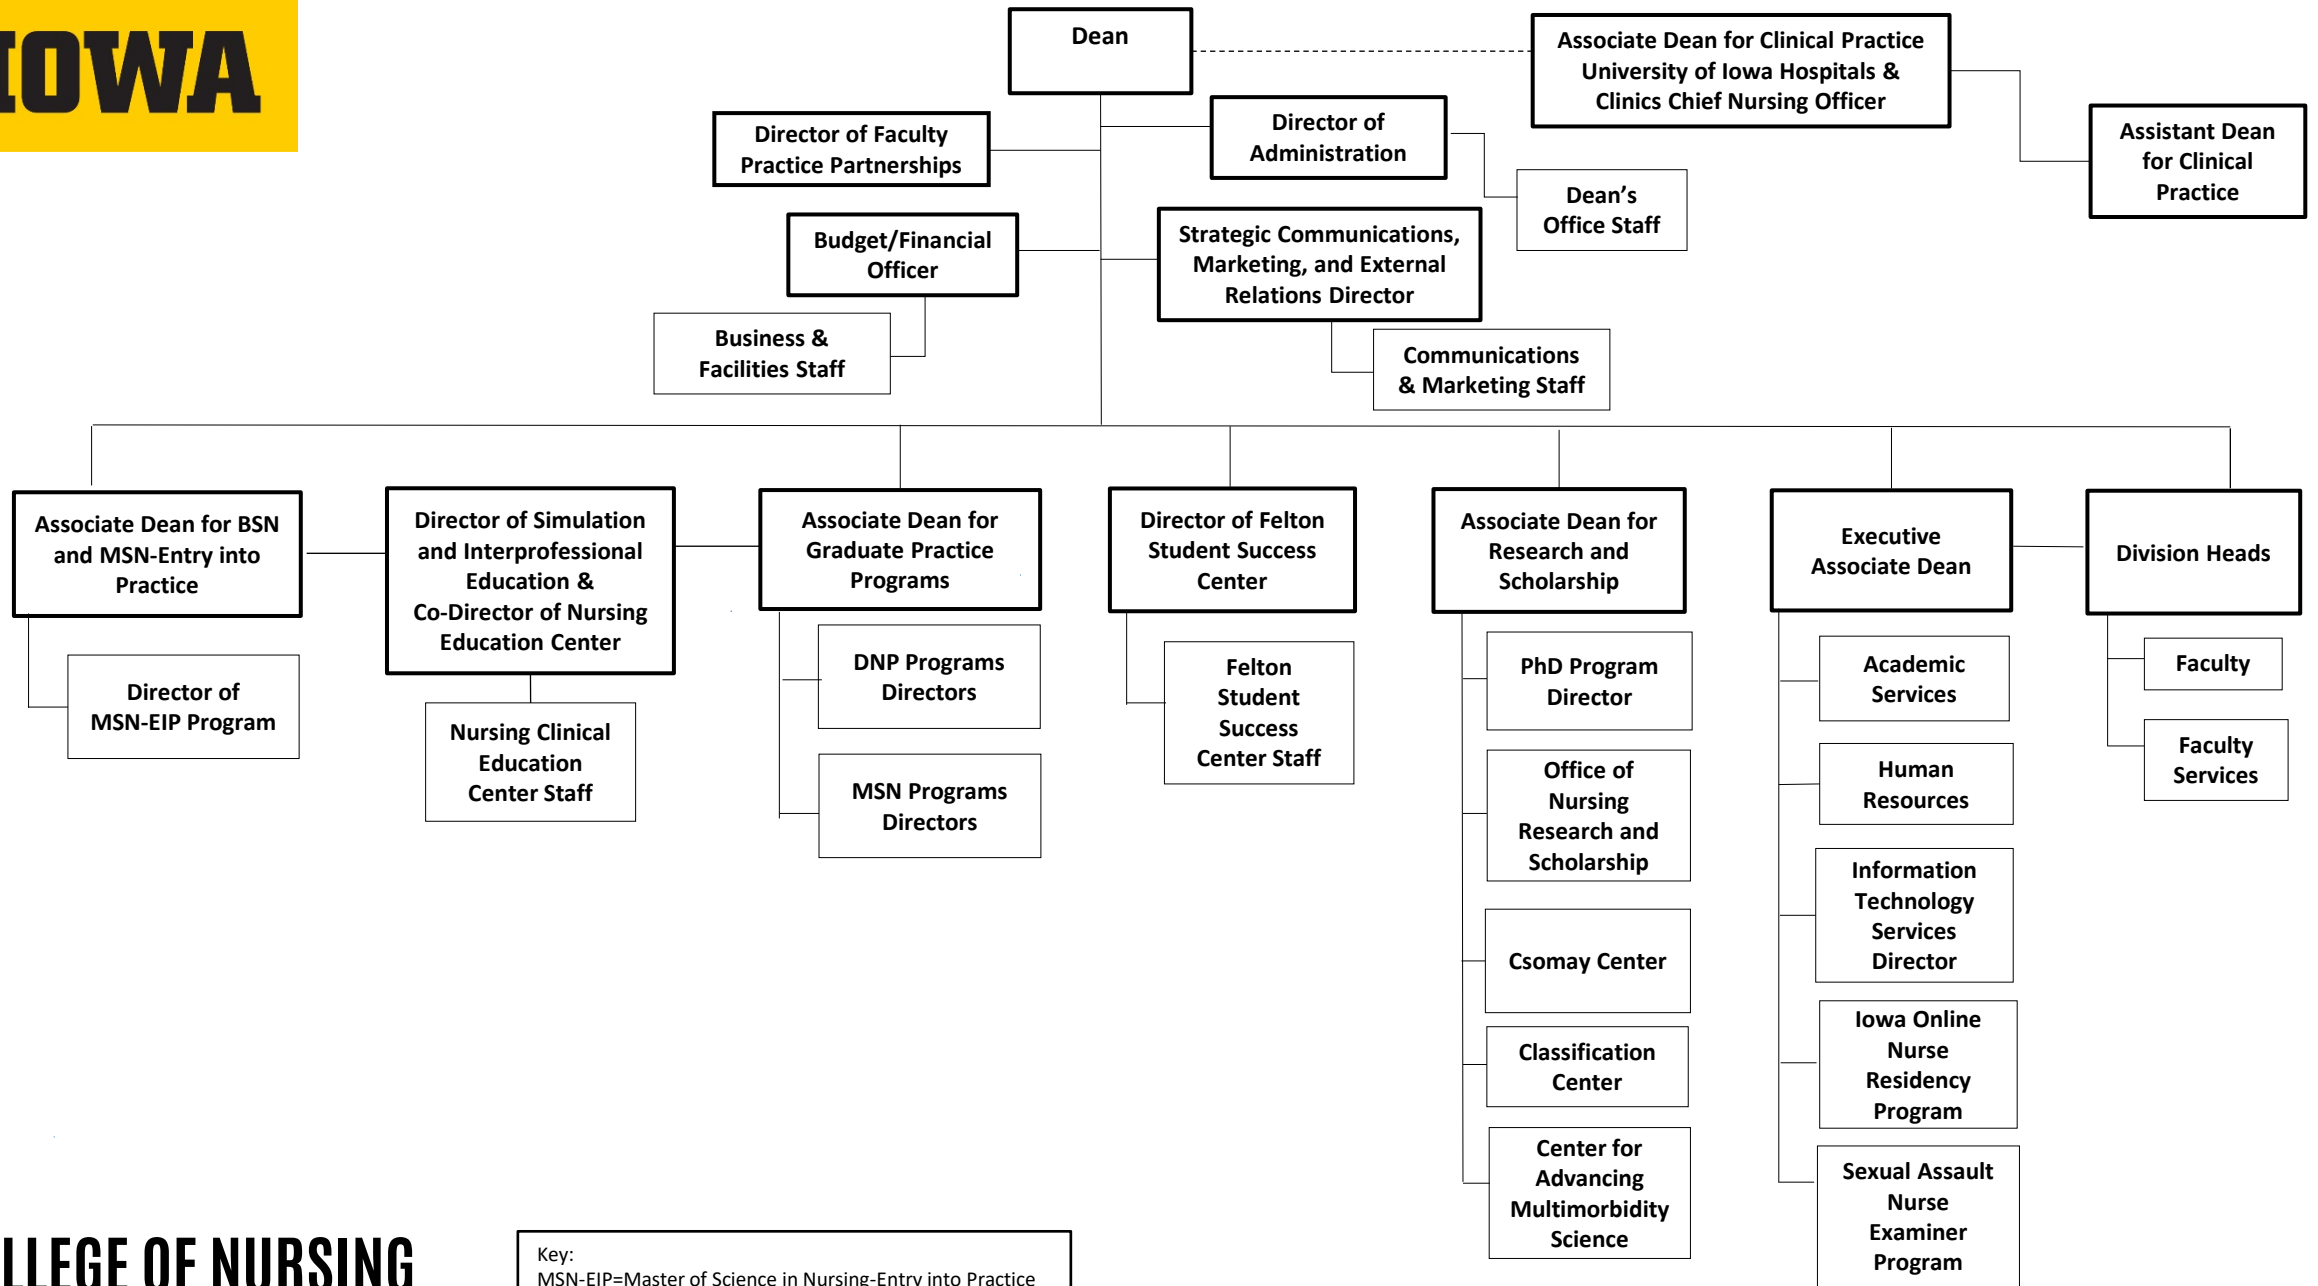 IOWA
Dean
Associate Dean for Clinical Practice
University of Iowa Hospitals &
Clinics Chief Nursing Officer
Assistant Dean
for Clinical
Practice
Director of Faculty
Practice Partnerships
Director of
Administration
Dean’s
Office Staff
Budget/Financial
Officer
Strategic Communications,
Marketing, and External
Relations Director
Business &
Facilities Staff
Communications
& Marketing Staff
Associate Dean for BSN
and MSN-Entry into
Practice
Director of Simulation
and Interprofessional
Education &
Co-Director of Nursing
Education Center
Associate Dean for
Graduate Practice
Programs
Director of Felton
Student Success
Center
Associate Dean for
Research and
Scholarship
Executive
Associate Dean
Division Heads
Director of
MSN-EIP Program
Nursing Clinical
Education
Center Staff
DNP Programs
Directors
MSN Programs
Directors
Felton
Student
Success
Center Staff
PhD Program
Director
Office of
Nursing
Research and
Scholarship
Csomay Center
Classification
Center
Center for
Advancing
Multimorbidity
Science
Academic
Services
Human
Resources
Information
Technology
Services
Director
Iowa Online
Nurse
Residency
Program
Sexual Assault
Nurse
Examiner
Program
Faculty
Faculty
Services
LLEGE OF NURSING
Key:
MSN-EIP=Master of Science in Nursing-Entry into Practice